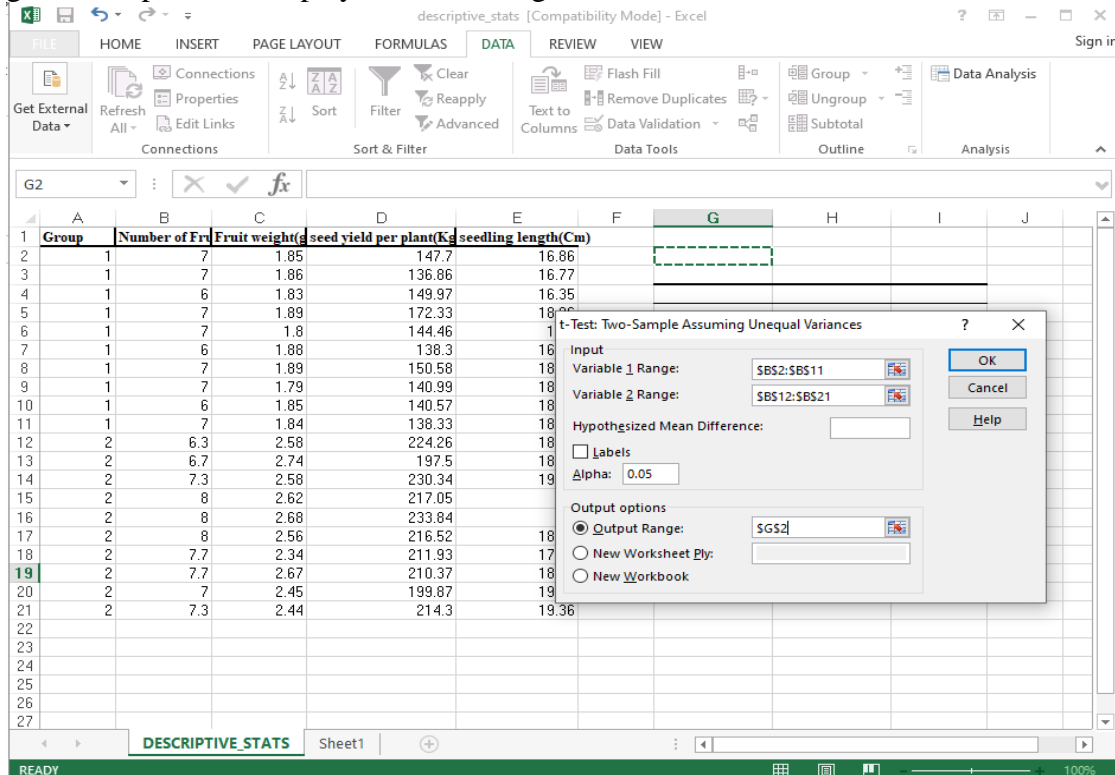 descriptive_stats [Compatibility Mode] - Excel
FILE HOME INSERT PAGE LAYOUT FORMULAS DATA REVIEW VIEW Sign in
Get External Data
Refresh All
Connections
Properties
Edit Links
Connections
Sort
Filter
Clear
Reapply
Advanced
Sort & Filter
Text to Columns
Flash Fill
Remove Duplicates
Data Validation
Data Tools
Group
Ungroup
Subtotal
Outline
Data Analysis
Analysis
G2
fx
A B C D E F G H I J
1 Group Number of Fru Fruit weight(g seed yield per plant(Kg seedling length(Cm)
2 1 7 1.85 147.7 16.86
3 1 7 1.86 136.86 16.77
4 1 6 1.83 149.97 16.35
5 1 7 1.89 172.33
6 1 7 1.8 144.46 1
7 1 6 1.88 138.3 16
8 1 7 1.89 150.58 18
9 1 7 1.79 140.99 18
10 1 6 1.85 140.57 18
11 1 7 1.84 138.33 18
12 2 6.3 2.58 224.26 18
13 2 6.7 2.74 197.5 18
14 2 7.3 2.58 230.34 19
15 2 8 2.62 217.05
16 2 8 2.68 233.84
17 2 8 2.56 216.52 18
18 2 7.7 2.34 211.93 17
19 2 7.7 2.67 210.37 18
20 2 7 2.45 199.87 19
21 2 7.3 2.44 214.3 19.36
22
23
24
25
26
27
t-Test: Two-Sample Assuming Unequal Variances ? X
Input
Variable 1 Range: $B$2:$B$11
Variable 2 Range: $B$12:$B$21
Hypothesized Mean Difference:
Labels
Alpha: 0.05
Output options
Output Range: $G$2
New Worksheet Ply:
New Workbook
OK
Cancel
Help
DESCRIPTIVE_STATS Sheet1
READY 100%